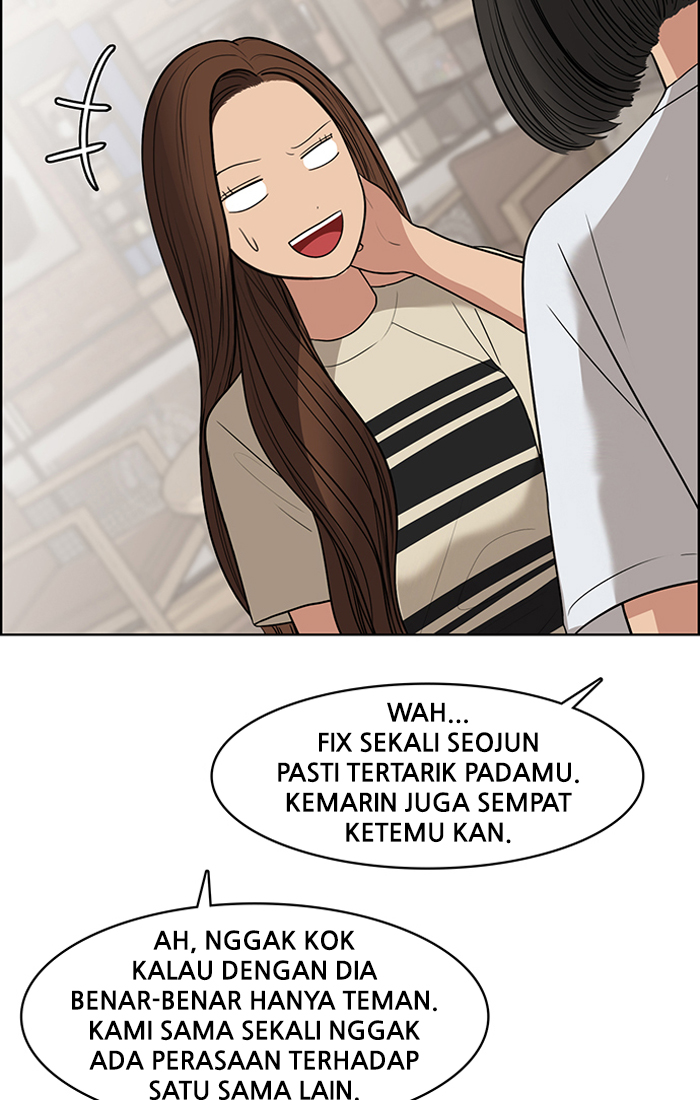 WAH...
FIX SEKALI SEOJUN
PASTI TERTARIK PADAMU.
KEMARIN JUGA SEMPAT
KETEMU KAN.
AH, NGGAK KOK
KALAU DENGAN DIA
BENAR-BENAR HANYA TEMAN.
KAMI SAMA SEKALI NGGAK
ADA PERASAAN TERHADAP
SATU SAMA LAIN.